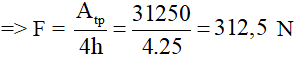 => F = A_tp / 4h = 31250 / 4.25 = 312,5 N